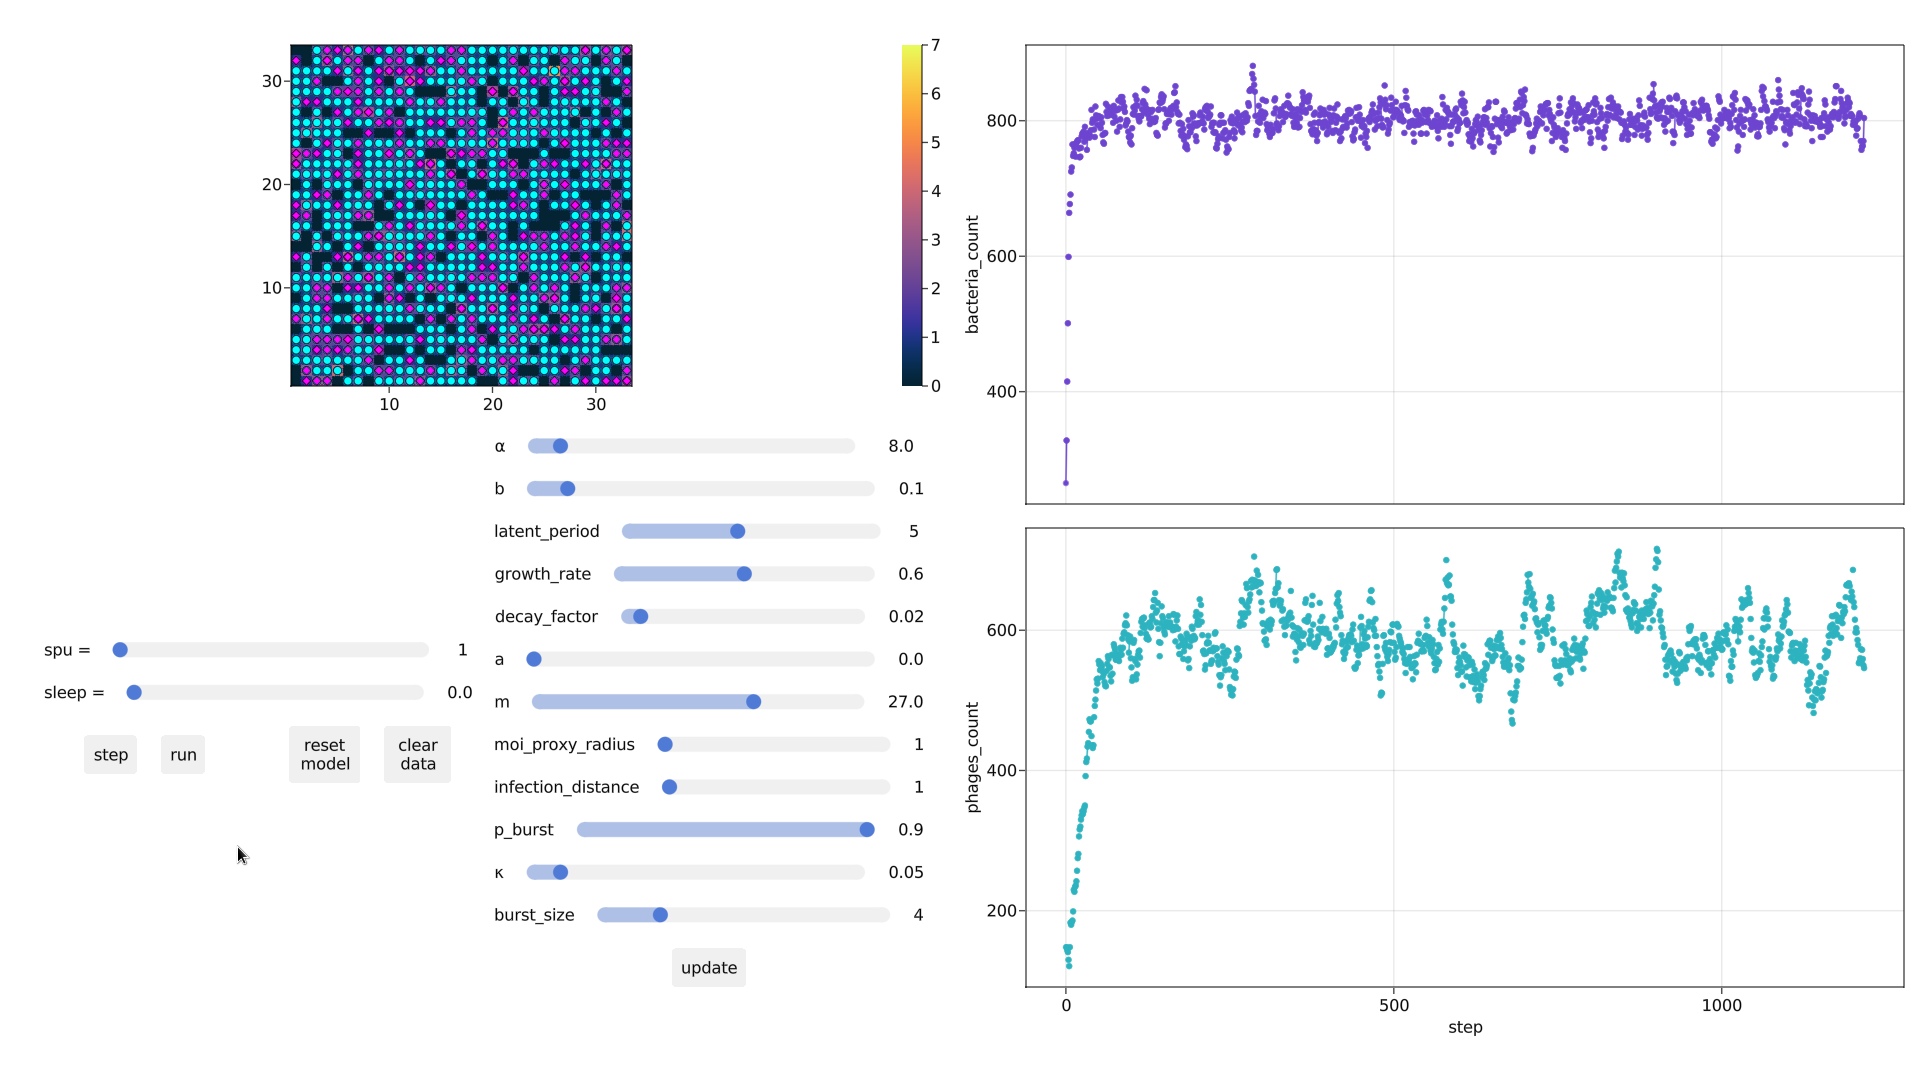 30
20
10
10 20 30
7
6
5
4
3
2
1
0
α 8.0
b 0.1
latent_period 5
growth_rate 0.6
decay_factor 0.02
a 0.0
m 27.0
moi_proxy_radius 1
infection_distance 1
p_burst 0.9
κ 0.05
burst_size 4
update
spu = 1
sleep = 0.0
step
run
reset
model
clear
data
bacteria_count
800
600
400
phages_count
600
400
200
0 500 1000
step